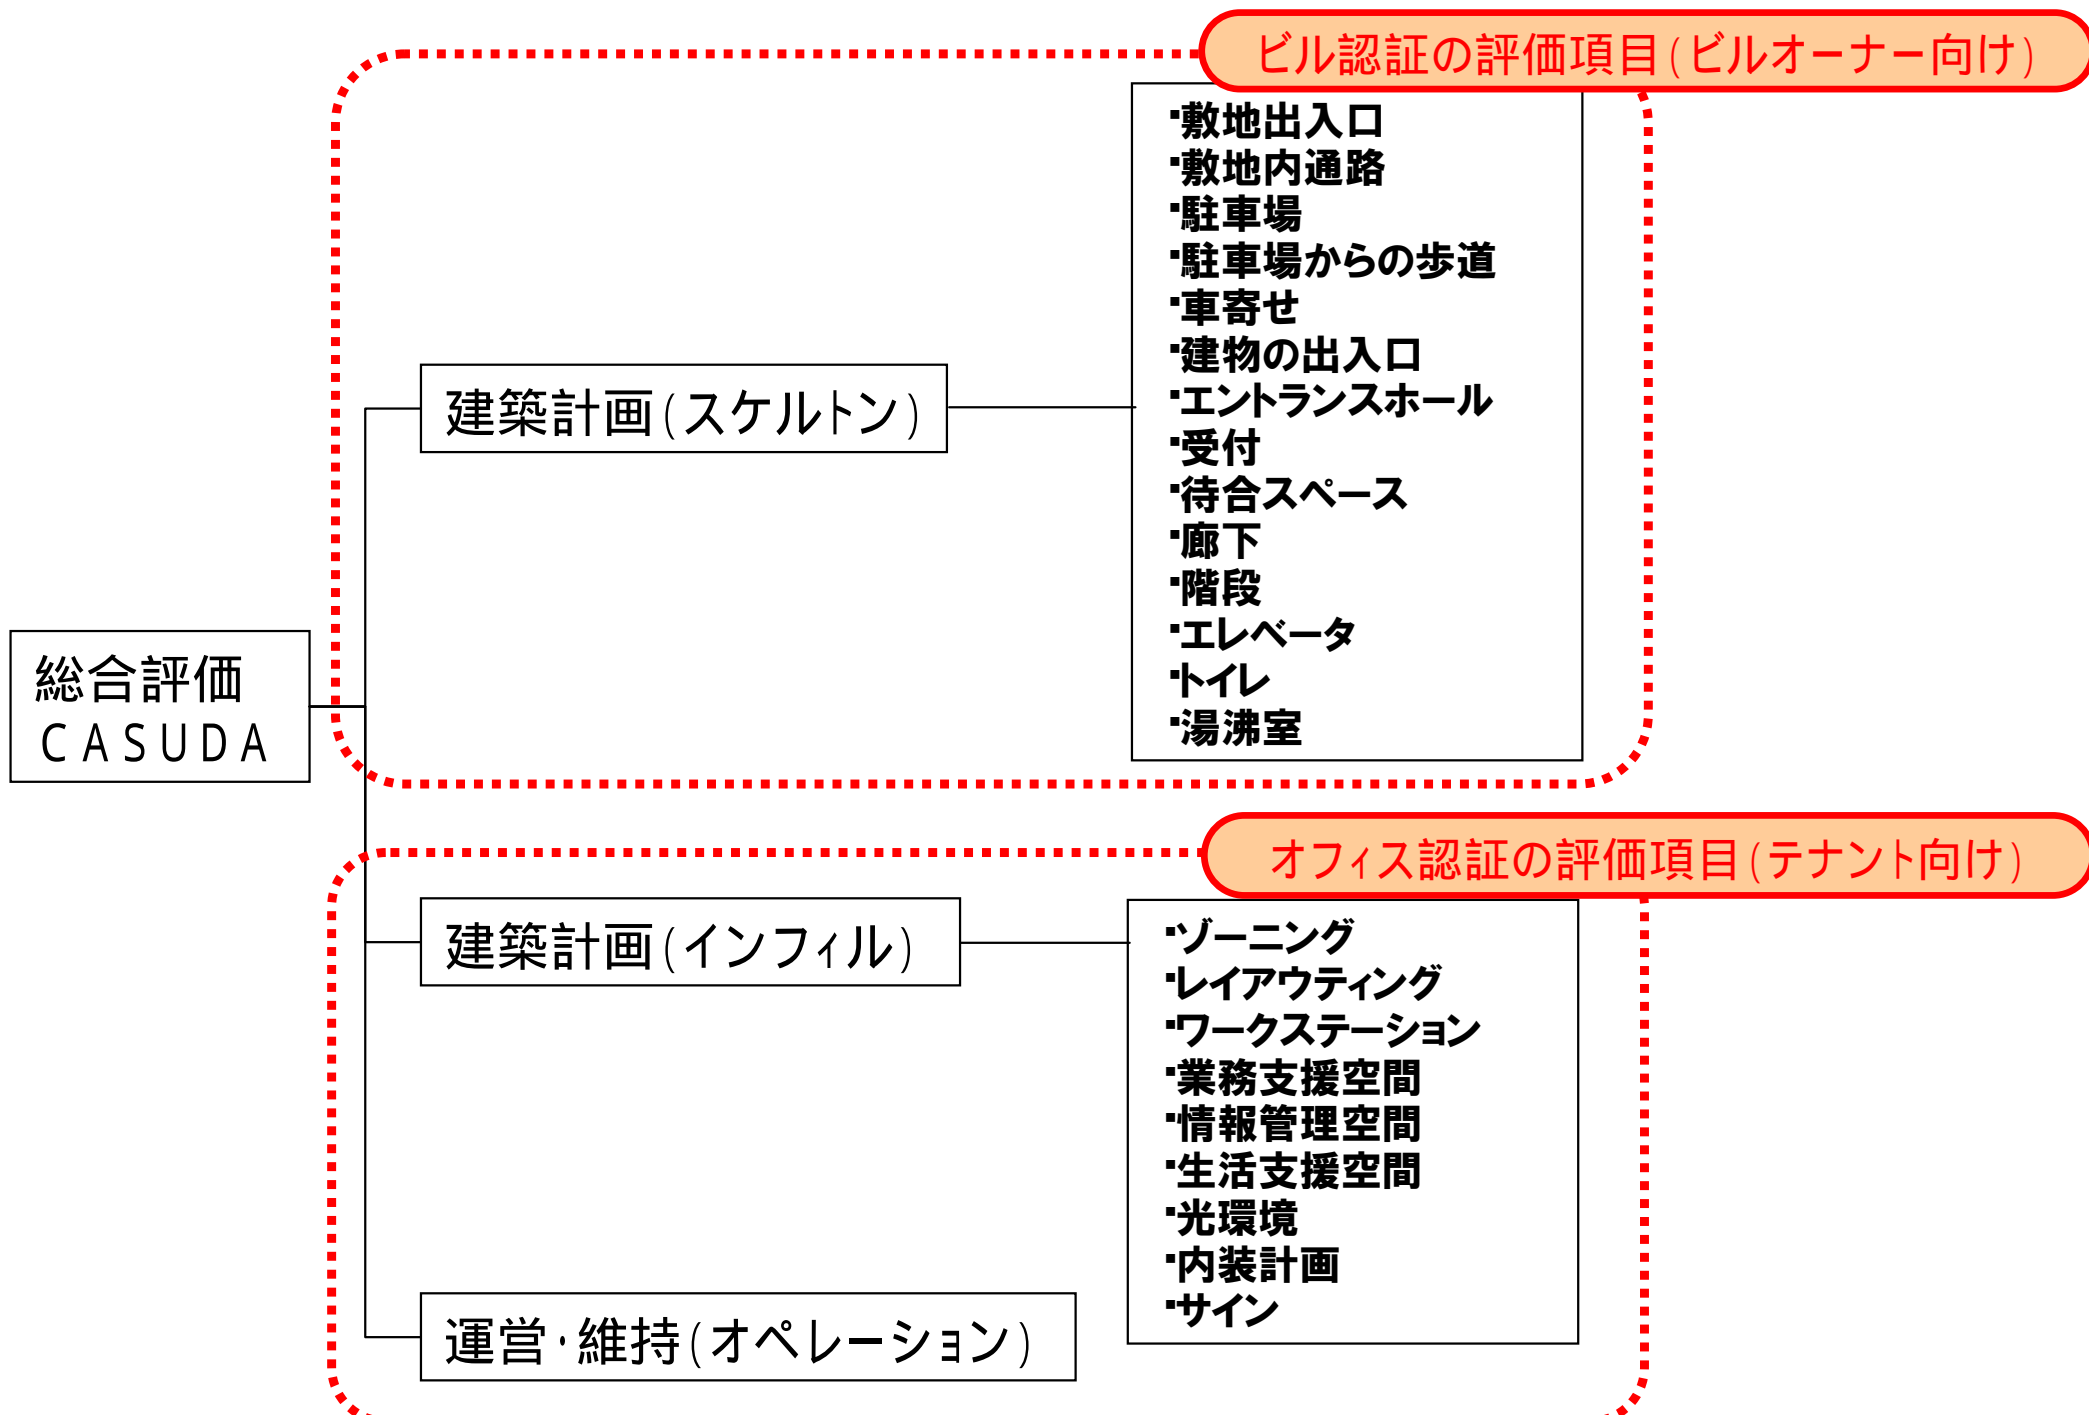 ビル認証の評価項目(ビルオーナー向け)
・敷地出入口
・敷地内通路
・駐車場
・駐車場からの歩道
・車寄せ
・建物の出入口
・エントランスホール
・受付
・待合スペース
・廊下
・階段
・エレベータ
・トイレ
・湯沸室
建築計画(スケルトン)
総合評価
CASUDA
オフィス認証の評価項目(テナント向け)
建築計画(インフィル)
・ゾーニング
・レイアウティング
・ワークステーション
・業務支援空間
・情報管理空間
・生活支援空間
・光環境
・内装計画
・サイン
運営・維持(オペレーション)